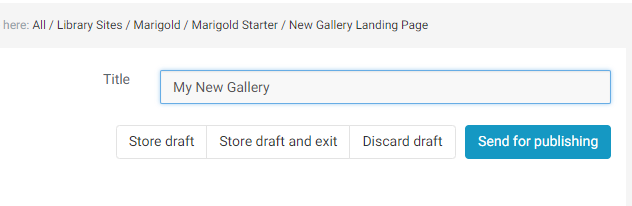 here: All / Library Sites / Marigold / Marigold Starter / New Gallery Landing Page
Title
My New Gallery
Store draft
Store draft and exit
Discard draft
Send for publishing